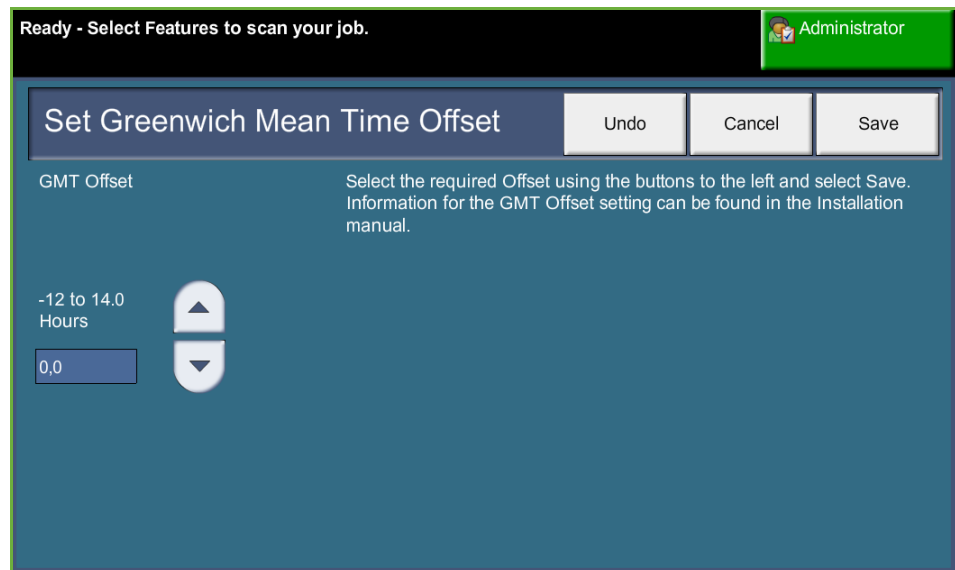 Ready - Select Features to scan your job.
Administrator
Set Greenwich Mean Time Offset
Undo
Cancel
Save
GMT Offset
Select the required Offset using the buttons to the left and select Save.
Information for the GMT Offset setting can be found in the Installation
manual.
-12 to 14.0
Hours
0,0